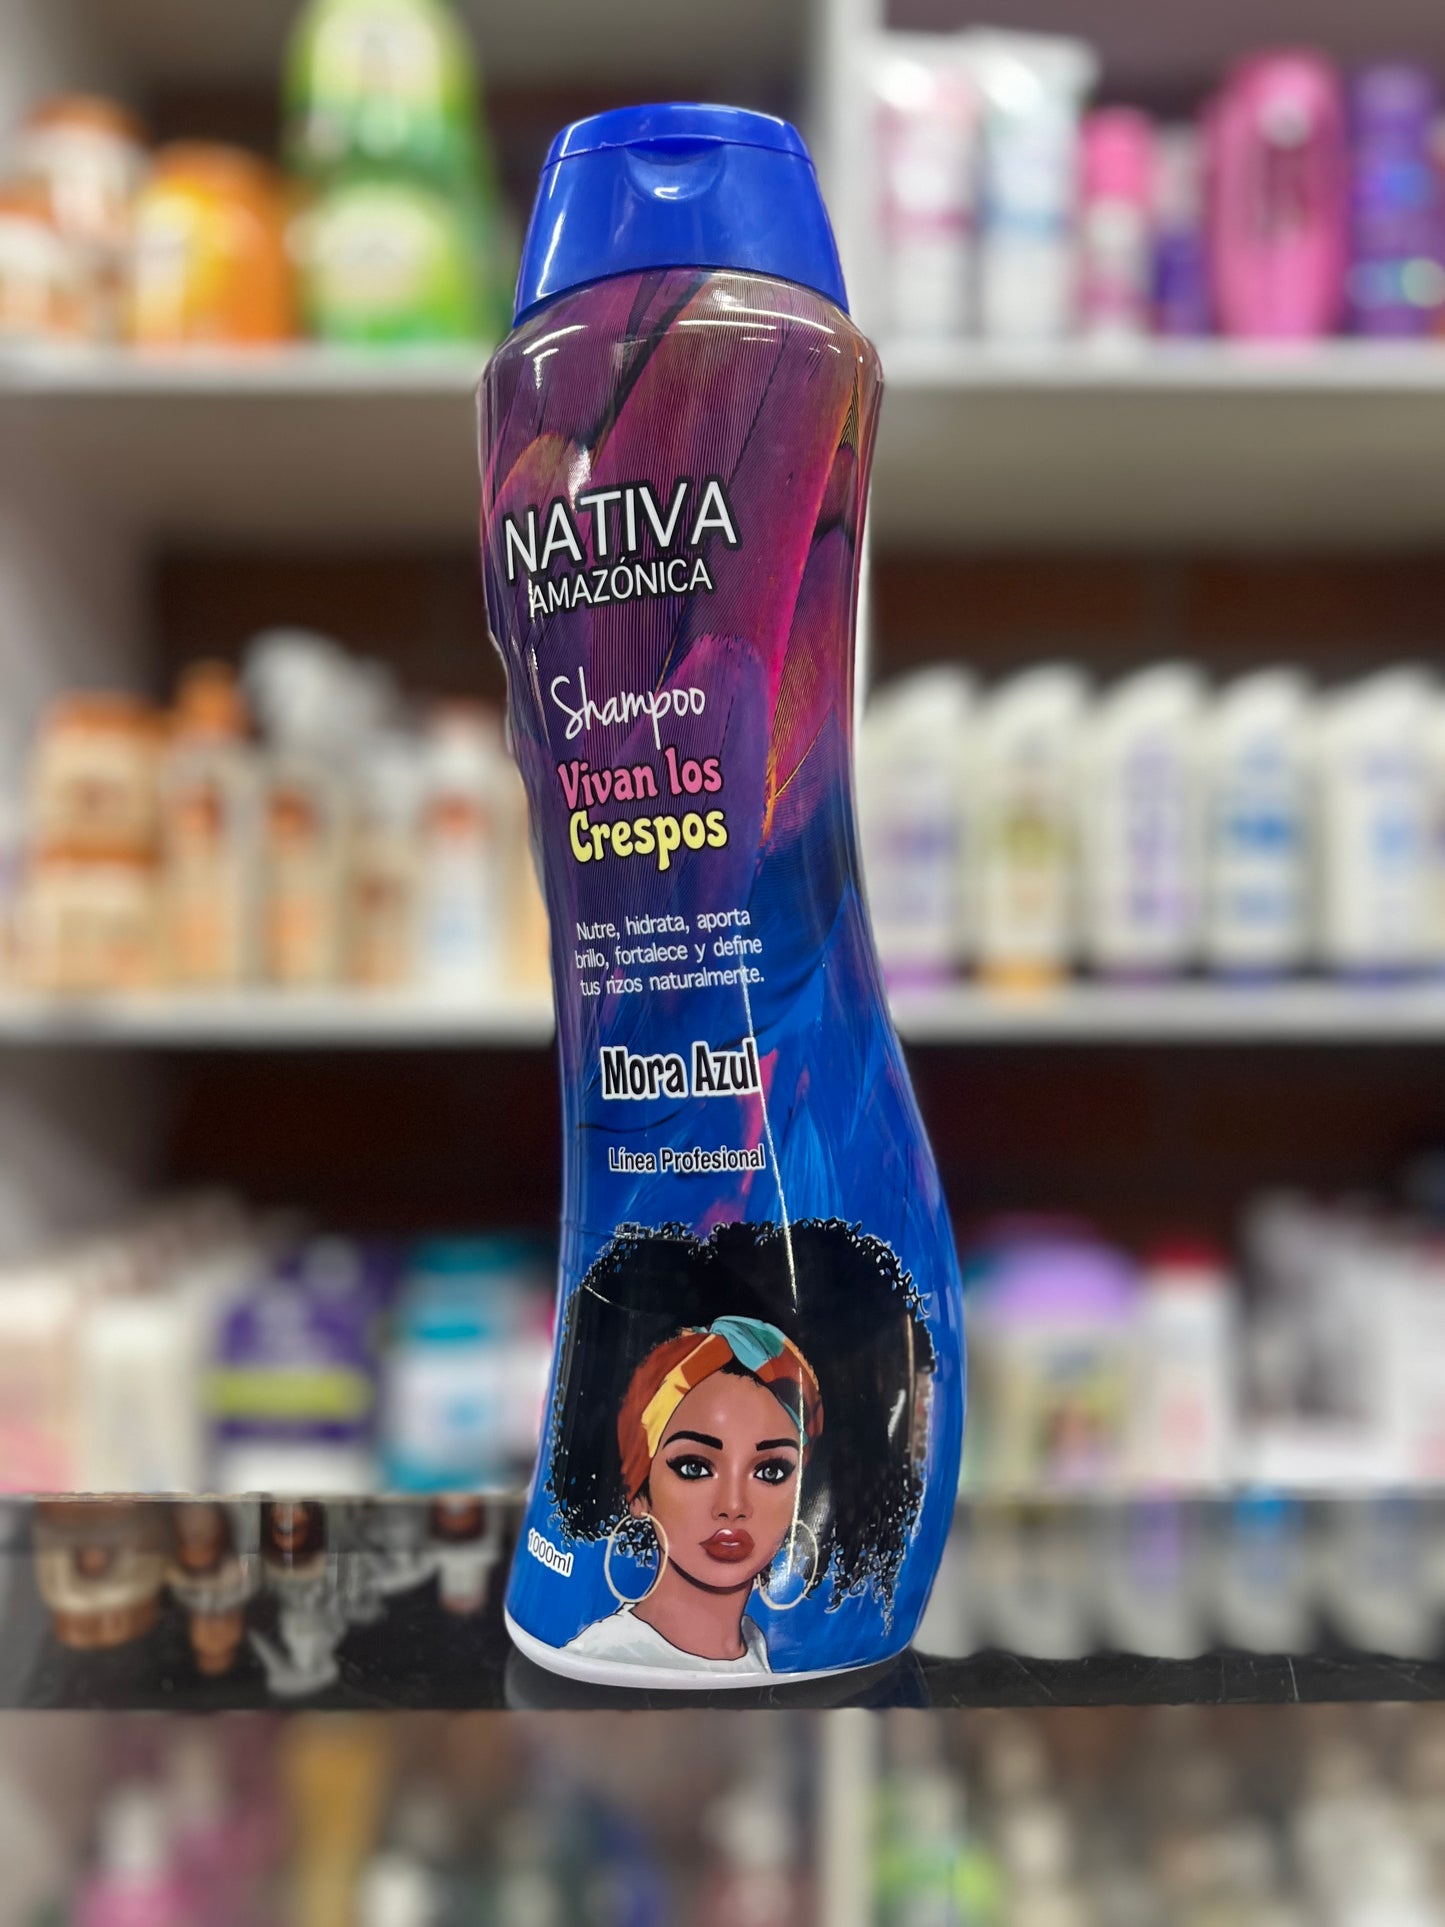 NATIVA
AMAZÓNICA
Shampoo
Vivan los
Crespos
Nutre, hidrata, aporta
brillo, fortalece y define
tus rizos naturalmente.
Mora Azul
Línea Profesional
1000ml